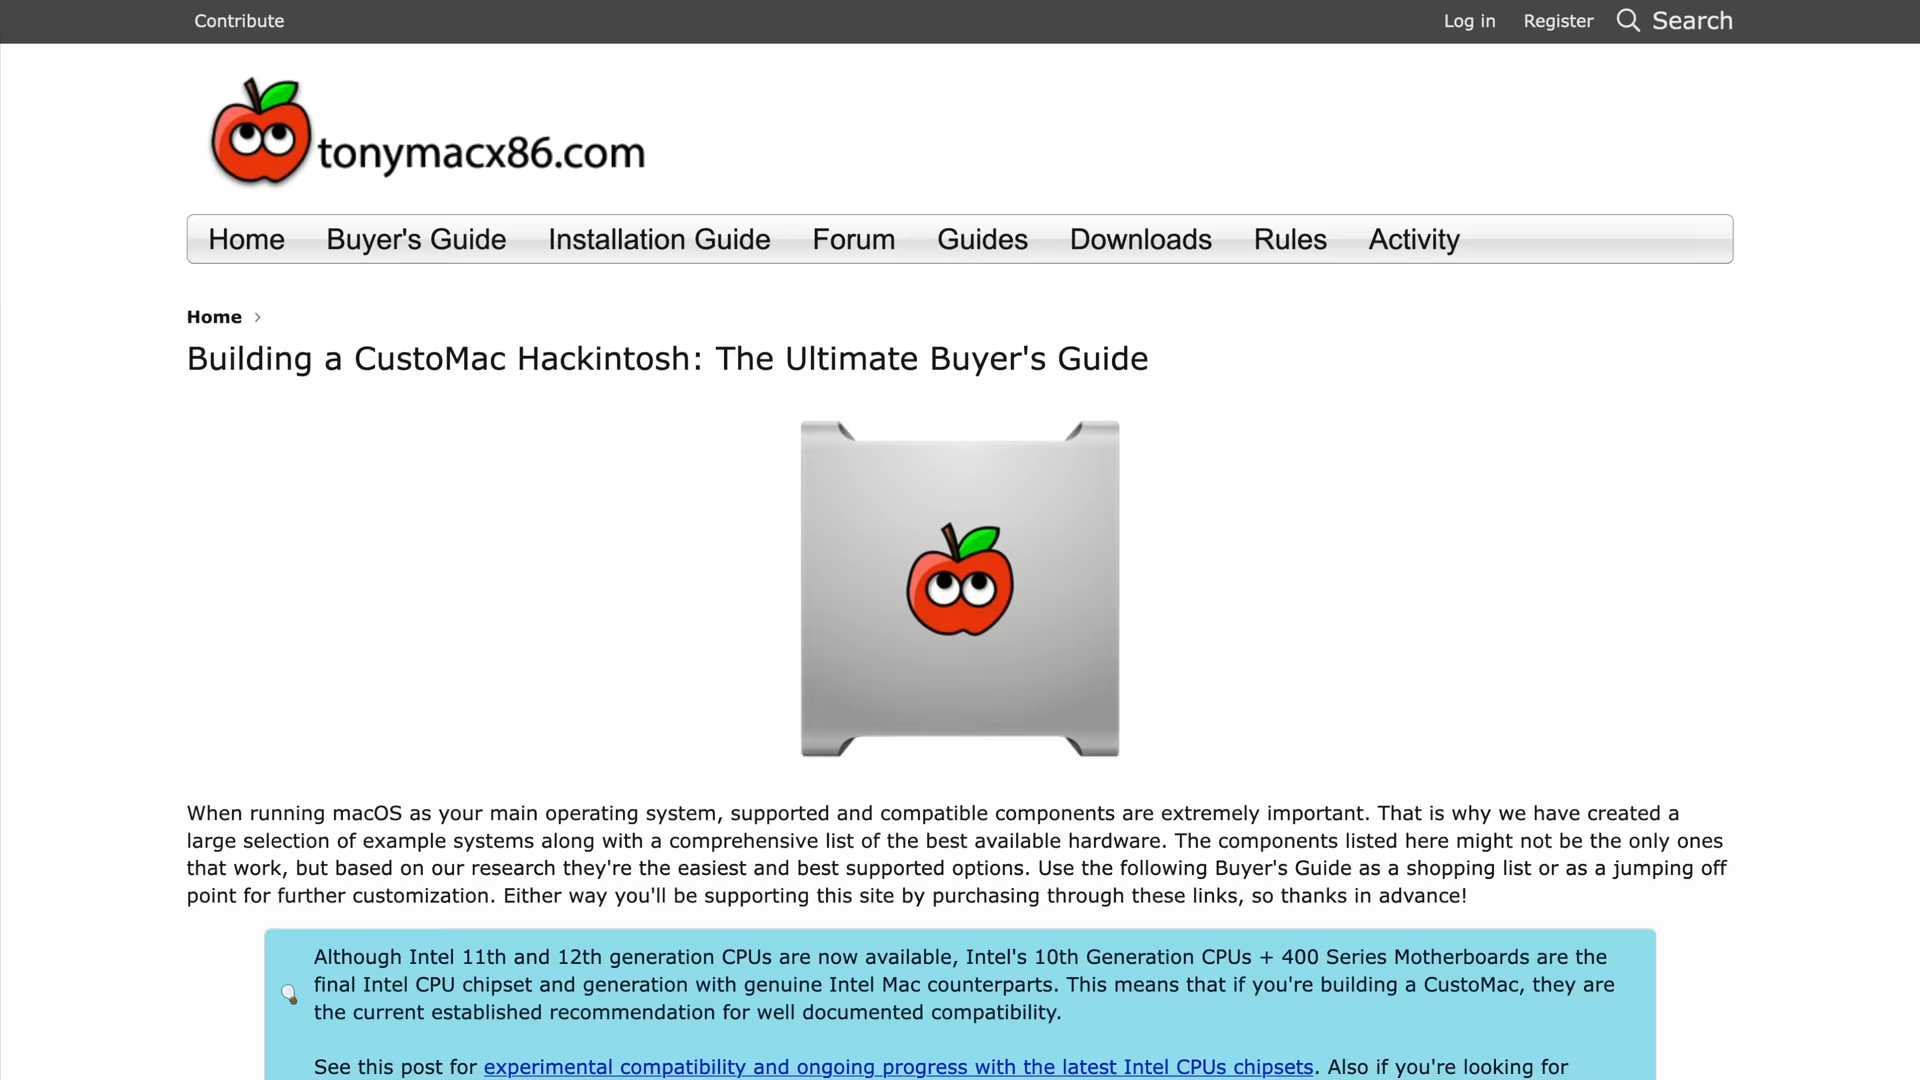 Contribute
Log in Register Search
tonymacx86.com
Home Buyer's Guide Installation Guide Forum Guides Downloads Rules Activity
Home
Building a CustoMac Hackintosh: The Ultimate Buyer's Guide
When running macOS as your main operating system, supported and compatible components are extremely important. That is why we have created a
large selection of example systems along with a comprehensive list of the best available hardware. The components listed here might not be the only ones
that work, but based on our research they're the easiest and best supported options. Use the following Buyer's Guide as a shopping list or as a jumping off
point for further customization. Either way you'll be supporting this site by purchasing through these links, so thanks in advance!
Although Intel 11th and 12th generation CPUs are now available, Intel's 10th Generation CPUs + 400 Series Motherboards are the
final Intel CPU chipset and generation with genuine Intel Mac counterparts. This means that if you're building a CustoMac, they are
the current established recommendation for well documented compatibility.
See this post for experimental compatibility and ongoing progress with the latest Intel CPUs chipsets. Also if you're looking for